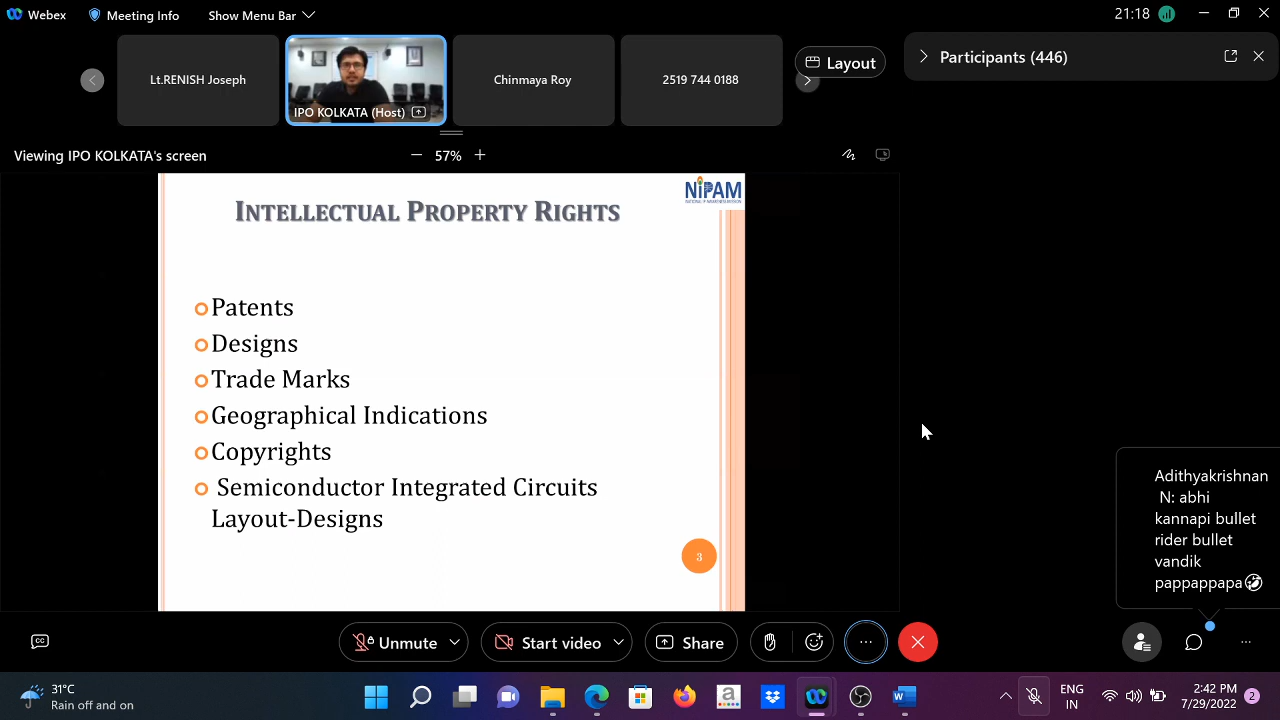 Webex
Meeting Info
Show Menu Bar
21:18
Lt.RENISH Joseph
IPO KOLKATA (Host)
Chinmaya Roy
2519 744 0188
Layout
Participants (446)
Viewing IPO KOLKATA's screen
57%
NIPAM
INTELLECTUAL PROPERTY RIGHTS
Patents
Designs
Trade Marks
Geographical Indications
Copyrights
Semiconductor Integrated Circuits
Layout-Designs
3
Adithyakrishnan
N: abhi
kannapi bullet
rider bullet
vandik
pappappapa🤣
CC
Unmute
Start video
Share
31°C
Rain off and on
a
W
ENG
IN
2:42 PM
7/29/2022
2